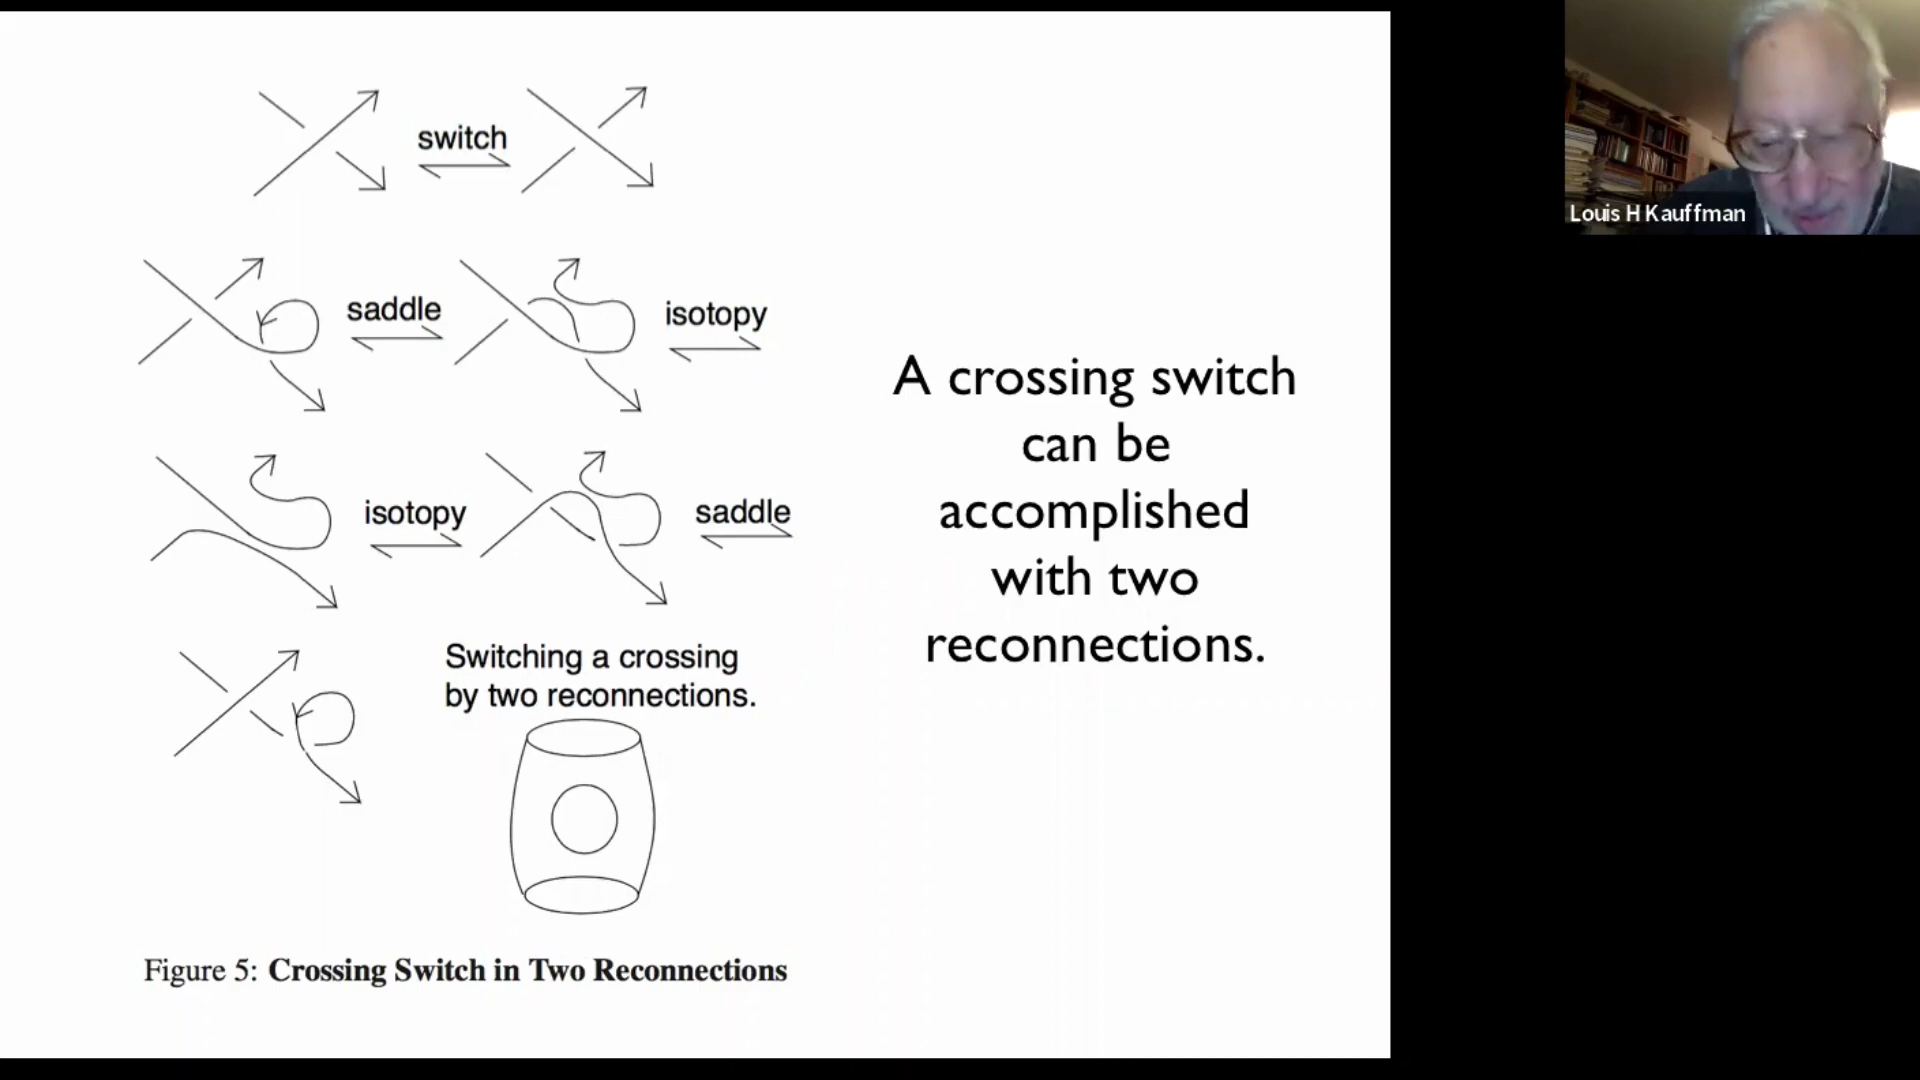 switch
saddle
isotopy
isotopy
saddle
Switching a crossing
by two reconnections.
Figure 5: Crossing Switch in Two Reconnections
A crossing switch
can be
accomplished
with two
reconnections.
Louis H Kauffman